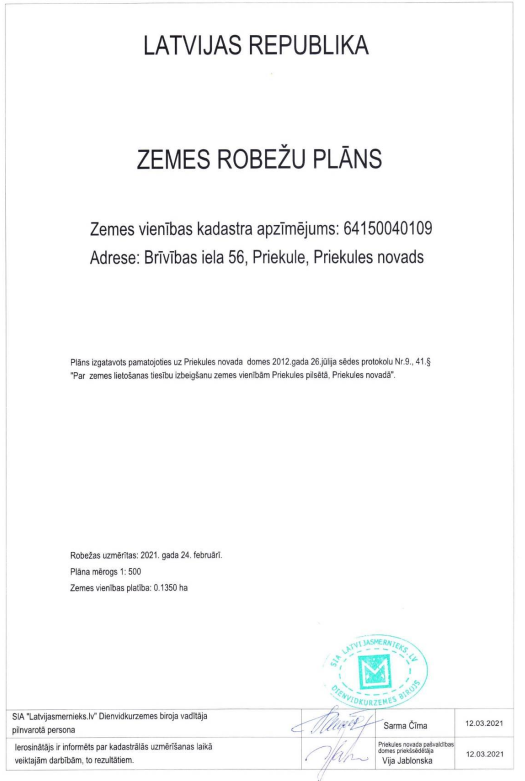 LATVIJAS REPUBLIKA
ZEMES ROBEŽU PLĀNS
Zemes vienības kadastra apzīmējums: 64150040109
Adrese: Brīvības iela 56, Priekule, Priekules novads
Plāns izgatavots pamatojoties uz Priekules novada domes 2012.gada 26.jūlija sēdes protokolu Nr.9., 41.§
"Par zemes lietošanas tiesību izbeigšanu zemes vienībām Priekules pilsētā, Priekules novadā".
Robežas uzmērītas: 2021. gada 24. februārī.
Plāna mērogs 1: 500
Zemes vienības platība: 0.1350 ha
SIA LATVIJASMERNIEKS.LV
DIENVIDKURZEMES BIROJS
SIA "Latvijasmernieks.lv" Dienvidkurzemes biroja vadītāja
pilnvarotā persona
Sarma Čīma
12.03.2021
Ierosinātājs ir informēts par kadastrālās uzmērīšanas laikā
veiktajām darbībām, to rezultātiem.
Priekules novada pašvaldības
domes priekšsēdētāja
Vija Jablonska
12.03.2021